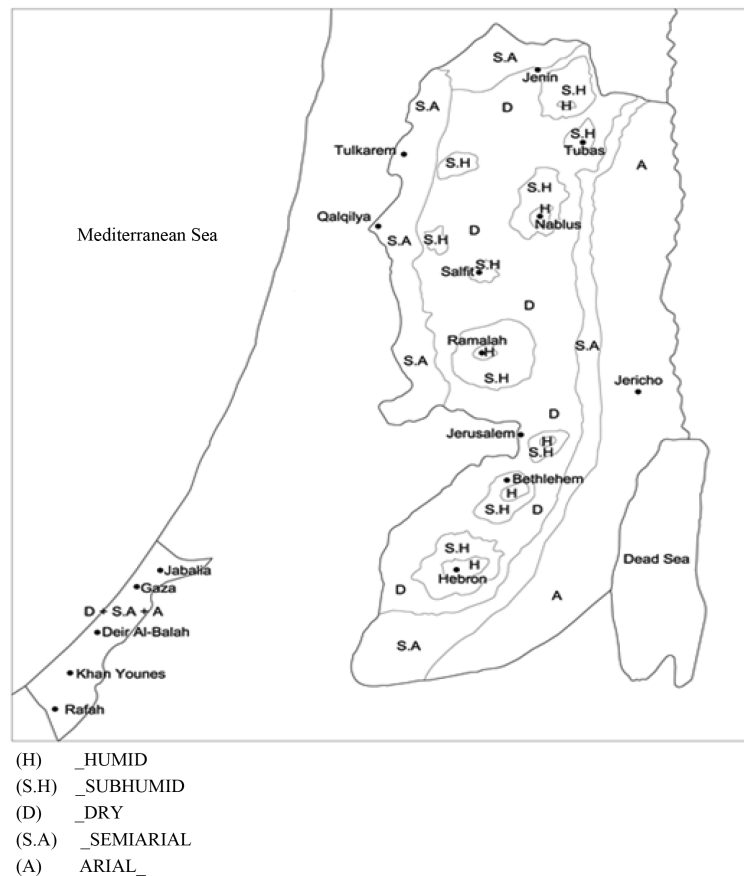 S.A
Jenin
S.H
S.A
D
H
S.H
Tulkarem
Tubas
S.H
A
S.H
H
Qalqilya
Nablus
Mediterranean Sea
S.A
S.H
D
S.H
Salfit
D
Ramalah
S.A
H
S.A
S.H
Jericho
D
Jerusalem
H
S.H
Bethlehem
H
S.H
D
S.H
Dead Sea
H
Jabalia
Hebron
Gaza
D
A
D + S.A + A
Deir Al-Balah
S.A
Khan Younes
Rafah
(H) _HUMID
(S.H) _SUBHUMID
(D) _DRY
(S.A) _SEMIARIAL
(A) ARIAL_